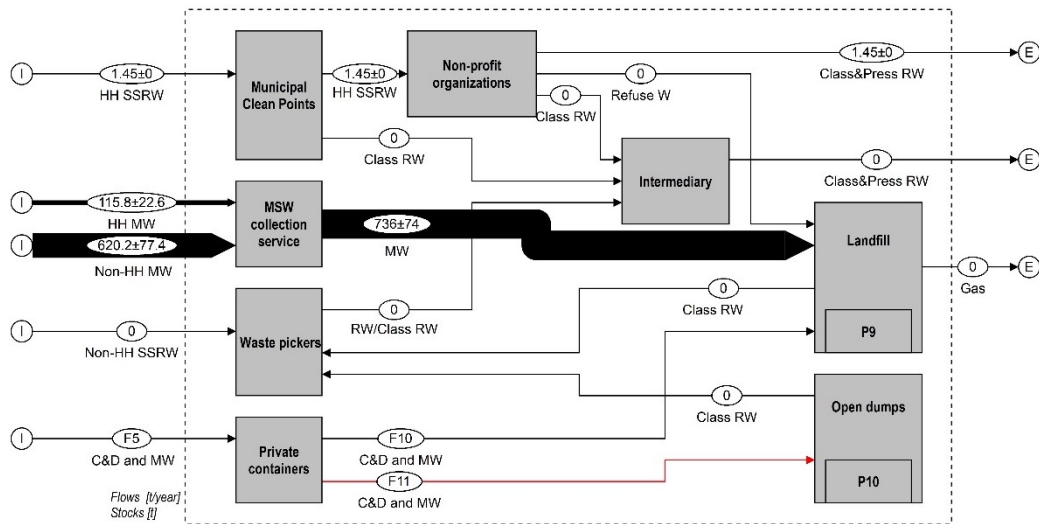 I
1.45±0
HH SSRW
Municipal
Clean Points
1.45±0
HH SSRW
Non-profit
organizations
1.45±0
Class&Press RW
E
0
Refuse W
0
Class RW
0
Class RW
Intermediary
0
Class&Press RW
E
I
115.8±22.6
HH MW
I
620.2±77.4
Non-HH MW
MSW
collection
service
736±74
MW
Landfill
P9
0
Gas
E
I
0
Non-HH SSRW
Waste pickers
0
RW/Class RW
0
Class RW
0
Class RW
Open dumps
P10
I
F5
C&D and MW
Private
containers
F10
C&D and MW
F11
C&D and MW
Flows [t/year]
Stocks [t]